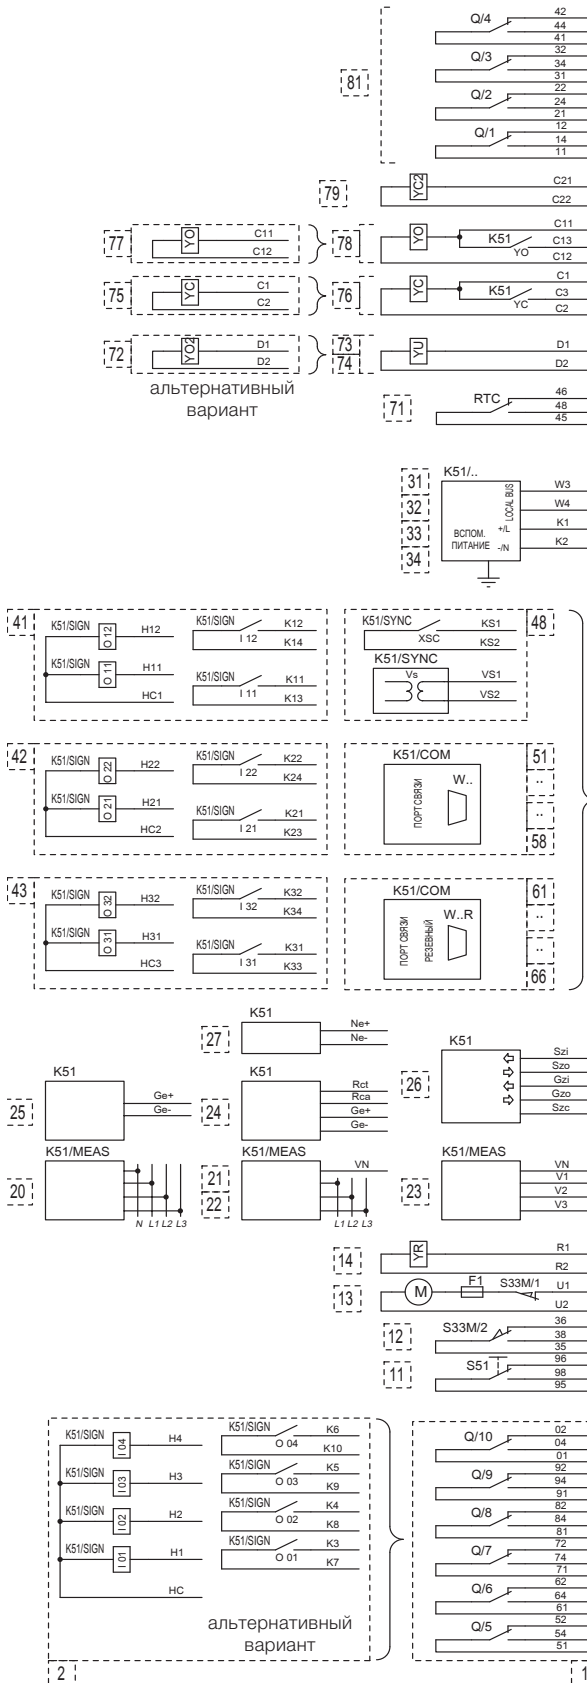 Q/4
42
44
41
Q/3
32
34
31
Q/2
22
24
21
Q/1
12
14
11
81
79
YC2
C21
C22
77
YO
C11
C12
78
YO
K51
YO
C11
C13
C12
75
YC
C1
C2
76
YC
K51
YC
C1
C3
C2
72
YO2
D1
D2
73
74
YU
D1
D2
альтернативный
вариант
71
RTC
46
48
45
31
32
33
34
K51/..
LOCAL BUS
ВСПОМ.
ПИТАНИЕ
+/L
-/N
W3
W4
K1
K2
41
K51/SIGN
O 12
H12
K51/SIGN
O 11
H11
HC1
K51/SIGN
I 12
K12
K14
K51/SIGN
I 11
K11
K13
K51/SYNC
XSC
KS1
KS2
K51/SYNC
Vs
VS1
VS2
48
42
K51/SIGN
O 22
H22
K51/SIGN
O 21
H21
HC2
K51/SIGN
I 22
K22
K24
K51/SIGN
I 21
K21
K23
K51/COM
ПОРТ СВЯЗИ
W..
51
..
..
58
43
K51/SIGN
O 32
H32
K51/SIGN
O 31
H31
HC3
K51/SIGN
I 32
K32
K34
K51/SIGN
I 31
K31
K33
K51/COM
ПОРТ СВЯЗИ
РЕЗЕВНЫЙ
W..R
61
..
..
66
27
K51
Ne+
Ne-
25
K51
Ge+
Ge-
24
K51
Rct
Rca
Ge+
Ge-
26
K51
Szi
Szo
Gzi
Gzo
Szc
20
K51/MEAS
N L1 L2 L3
21
22
K51/MEAS
VN
L1 L2 L3
23
K51/MEAS
VN
V1
V2
V3
14
YR
R1
R2
13
M
F1
S33M/1
U1
U2
12
S33M/2
36
38
35
11
S51
96
98
95
K51/SIGN
I 04
H4
K51/SIGN
I 03
H3
K51/SIGN
I 02
H2
K51/SIGN
I 01
H1
HC
K51/SIGN
O 04
K6
K10
K51/SIGN
O 03
K5
K9
K51/SIGN
O 02
K4
K8
K51/SIGN
O 01
K3
K7
альтернативный
вариант
2
Q/10
02
04
01
Q/9
92
94
91
Q/8
82
84
81
Q/7
72
74
71
Q/6
62
64
61
Q/5
52
54
51
1